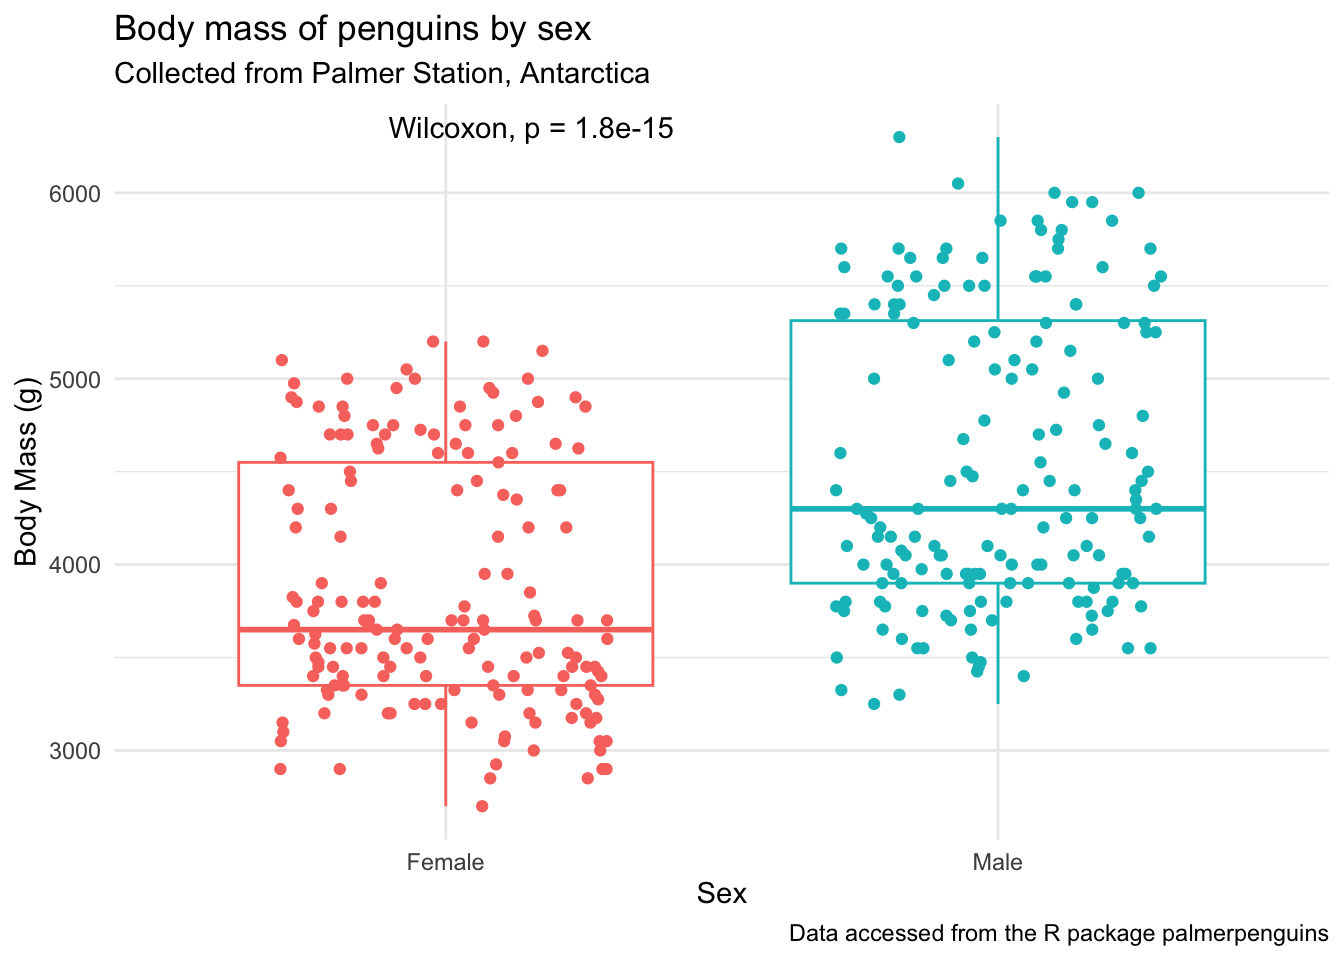 Body mass of penguins by sex
Collected from Palmer Station, Antarctica
Wilcoxon, p = 1.8e-15
6000
5000
4000
3000
Body Mass (g)
Female
Male
Sex
Data accessed from the R package palmerpenguins